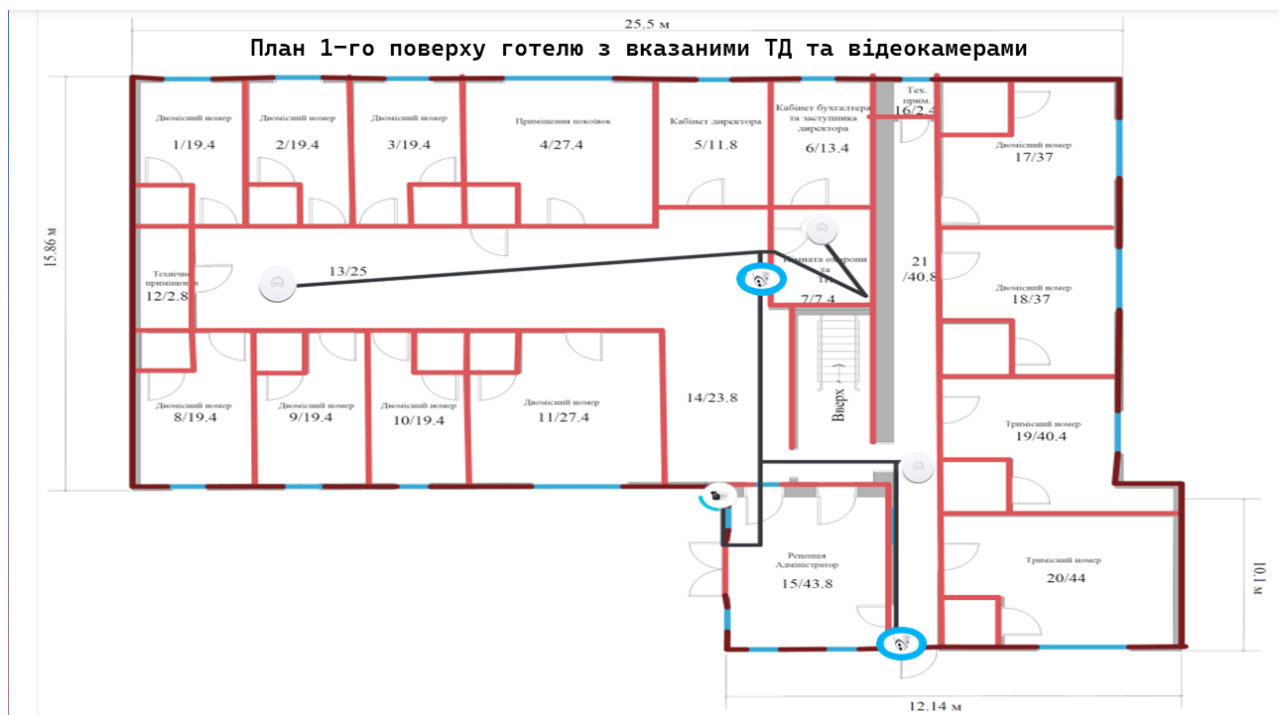 25.5 м
План 1-го поверху готелю з вказаними ТД та відеокамерами
Двомісний номер
1/19.4
Двомісний номер
2/19.4
Двомісний номер
3/19.4
Приміщення покоївок
4/27.4
Кабінет директора
5/11.8
Кабінет бухгалтера
та заступника
директора
6/13.4
Тех.
прим.
16/2.4
Двомісний номер
17/37
15.86 м
Технічне
приміщення
12/2.8
13/25
Кімната охорони
та
7/7.4
21
/40.8
Двомісний номер
18/37
Двомісний номер
8/19.4
Двомісний номер
9/19.4
Двомісний номер
10/19.4
Двомісний номер
11/27.4
14/23.8
Вверх
Тримісний номер
19/40.4
Рецепція
Адміністратор
15/43.8
Тримісний номер
20/44
10.1 м
12.14 м